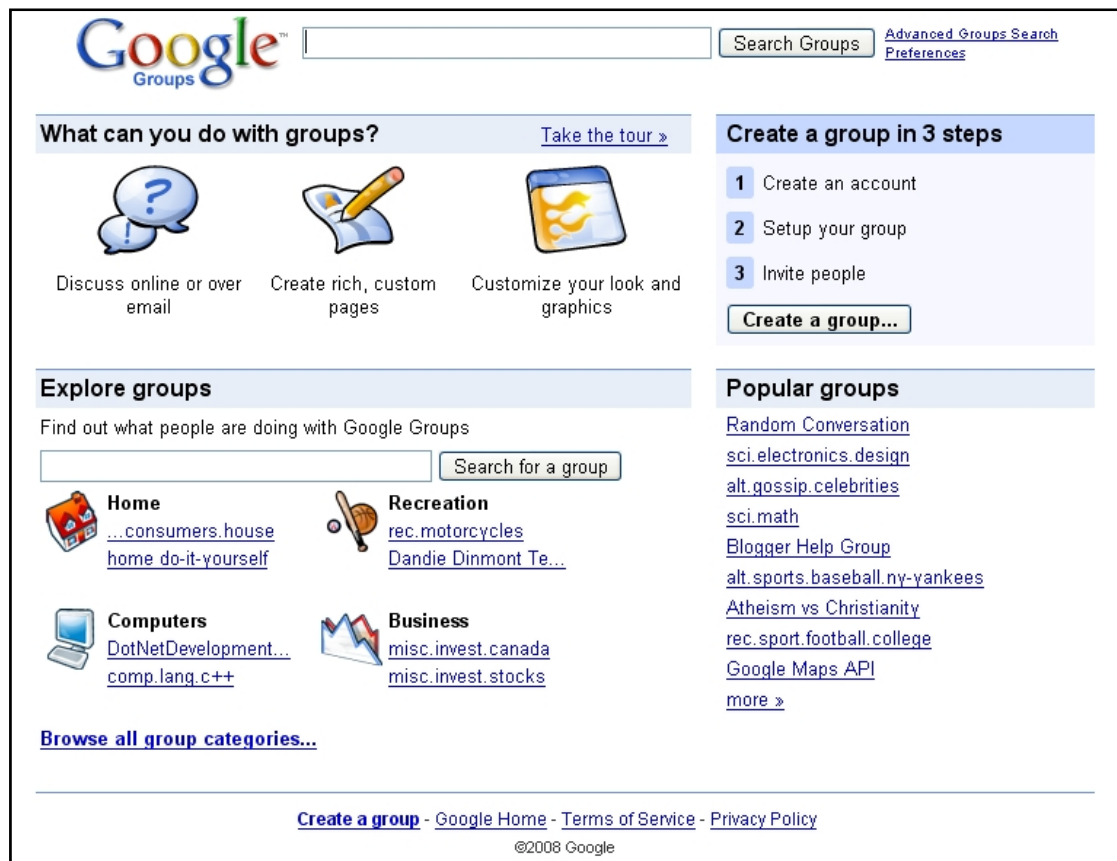 Google™
Groups
Search Groups
Advanced Groups Search
Preferences
What can you do with groups?
Take the tour »
Discuss online or over
email
Create rich, custom
pages
Customize your look and
graphics
Create a group in 3 steps
1 Create an account
2 Setup your group
3 Invite people
Create a group...
Explore groups
Find out what people are doing with Google Groups
Search for a group
Home
...consumers.house
home do-it-yourself
Recreation
rec.motorcycles
Dandie Dinmont Te...
Computers
DotNetDevelopment...
comp.lang.c++
Business
misc.invest.canada
misc.invest.stocks
Browse all group categories...
Popular groups
Random Conversation
sci.electronics.design
alt.gossip.celebrities
sci.math
Blogger Help Group
alt.sports.baseball.ny-yankees
Atheism vs Christianity
rec.sport.football.college
Google Maps API
more »
Create a group - Google Home - Terms of Service - Privacy Policy
©2008 Google